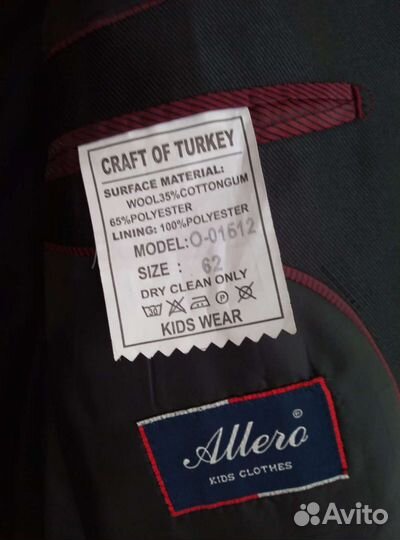 CRAFT OF TURKEY
SURFACE MATERIAL:
WOOL35%COTTONGUM
65%POLYESTER
LINING: 100%POLYESTER
MODEL:O-01512
SIZE : 62
DRY CLEAN ONLY
30 P
KIDS WEAR
Allero®
KIDS CLOTHES
Avito